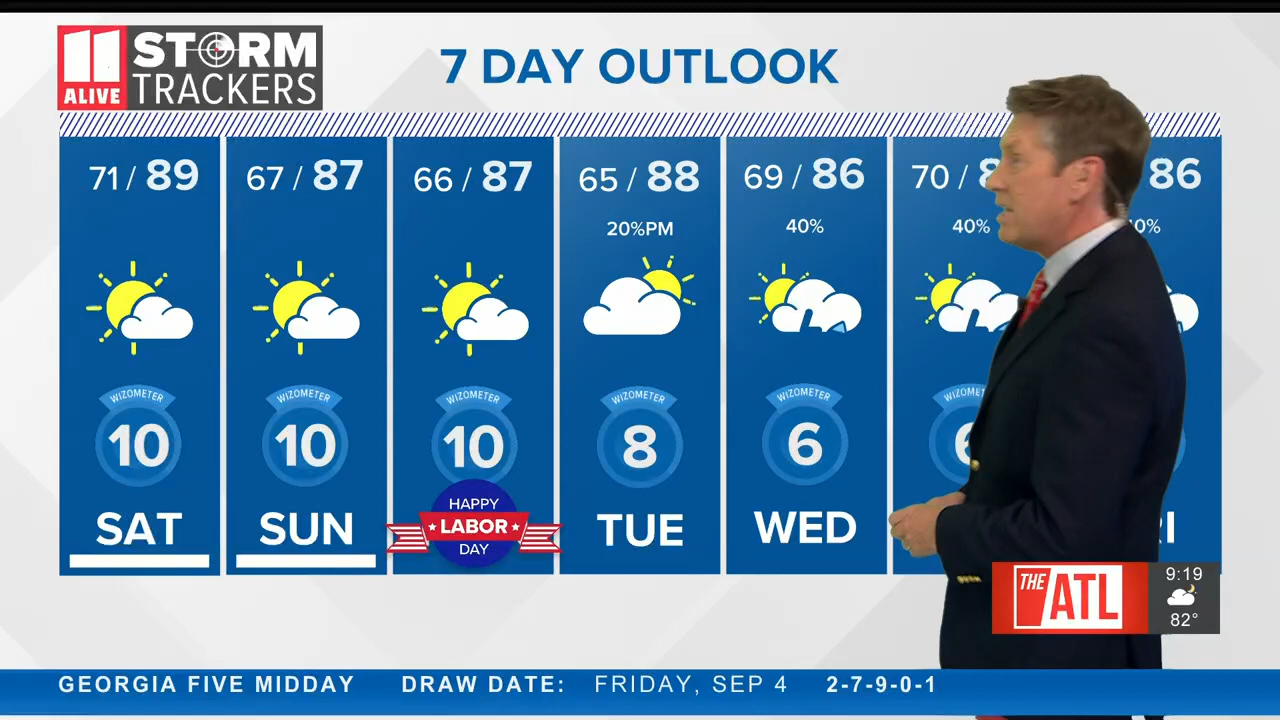 11 ALIVE
STORM
TRACKERS
7 DAY OUTLOOK
71 / 89
WIZOMETER
10
SAT
67 / 87
WIZOMETER
10
SUN
66 / 87
WIZOMETER
10
HAPPY
LABOR
DAY
65 / 88
20%PM
WIZOMETER
8
TUE
69 / 86
40%
WIZOMETER
6
WED
70 /
40%
86
THE ATL
9:19
82°
GEORGIA FIVE MIDDAY DRAW DATE: FRIDAY, SEP 4 2-7-9-0-1